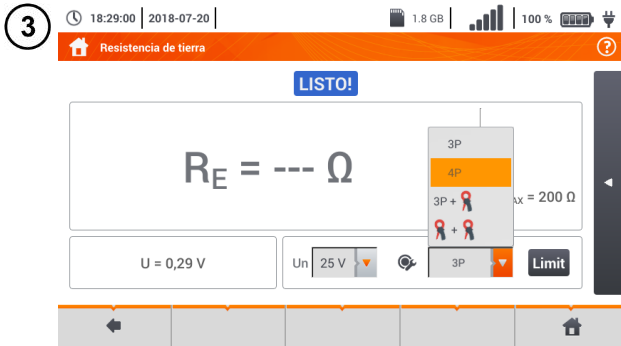 3
18:29:00 2018-07-20 1.8 GB 100 %
Resistencia de tierra ?
LISTO!
RE = --- Ω
3P
4P
3P +
+
AX = 200 Ω
U = 0,29 V
Un 25 V 3P Limit